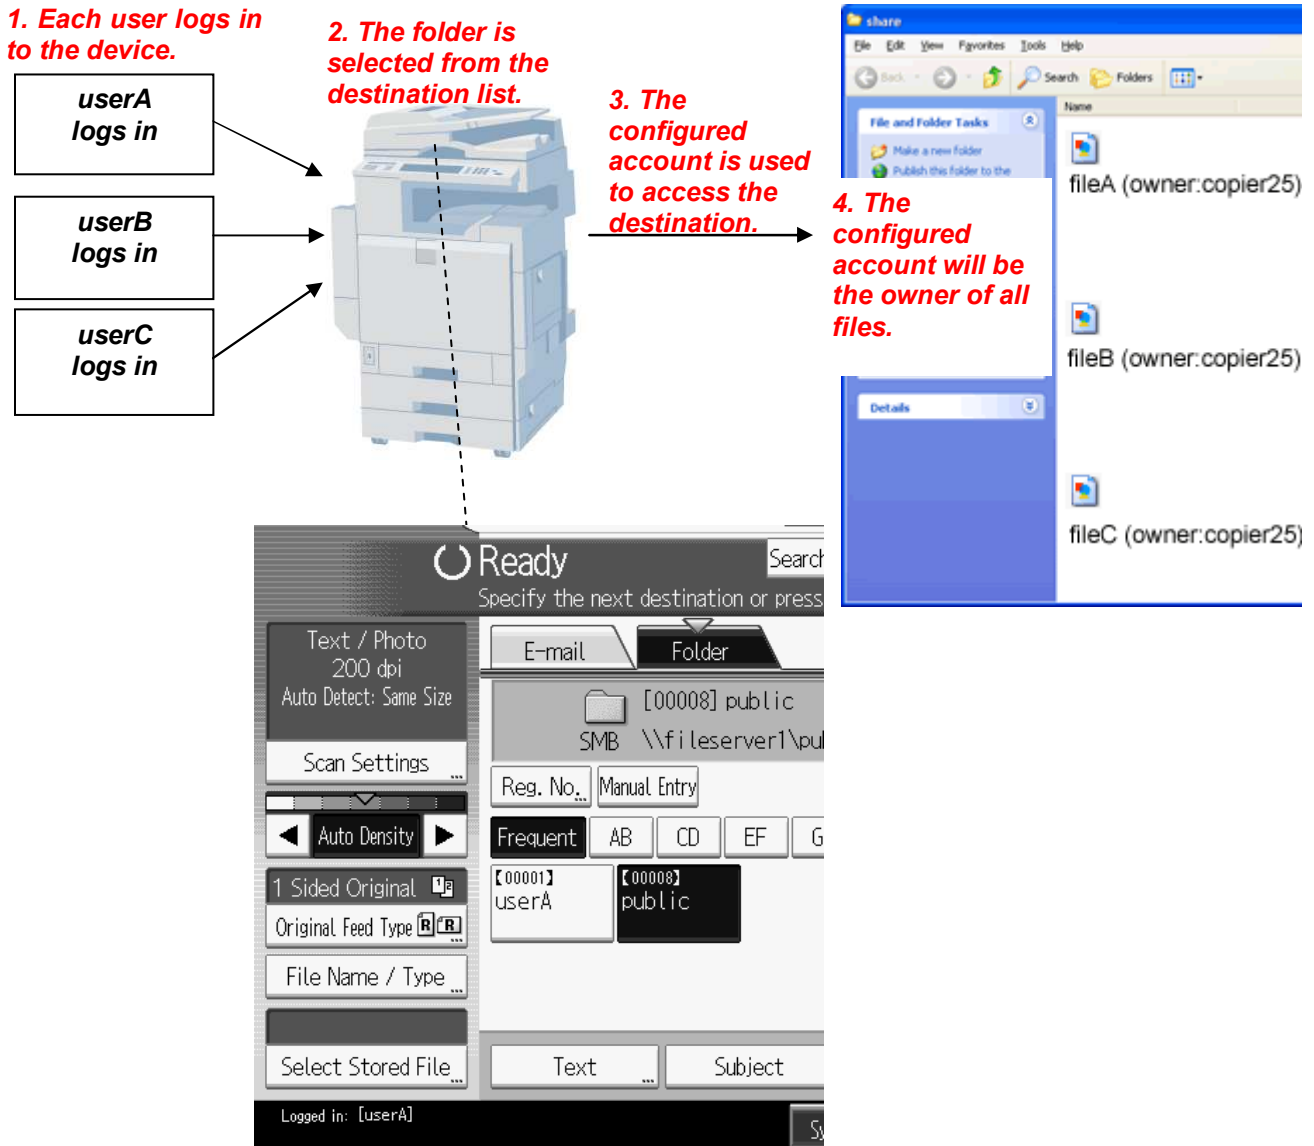 1. Each user logs in
to the device.
userA
logs in
userB
logs in
userC
logs in
2. The folder is
selected from the
destination list.
3. The
configured
account is used
to access the
destination.
4. The
configured
account will be
the owner of all
files.
share
File Edit View Favorites Tools Help
Back Search Folders
Name
File and Folder Tasks
Make a new folder
Publish this folder to the
Details
fileA (owner:copier25)
fileB (owner:copier25)
fileC (owner:copier25)
Ready
Search
Specify the next destination or press
Text / Photo
200 dpi
Auto Detect: Same Size
Scan Settings
Auto Density
1 Sided Original
Original Feed Type
File Name / Type
Select Stored File
E-mail
Folder
[00008] public
SMB \\fileserver1\pu
Reg. No.
Manual Entry
Frequent AB CD EF G
【00001】
userA
【00008】
public
Text
Subject
Logged in: [userA]
Sy